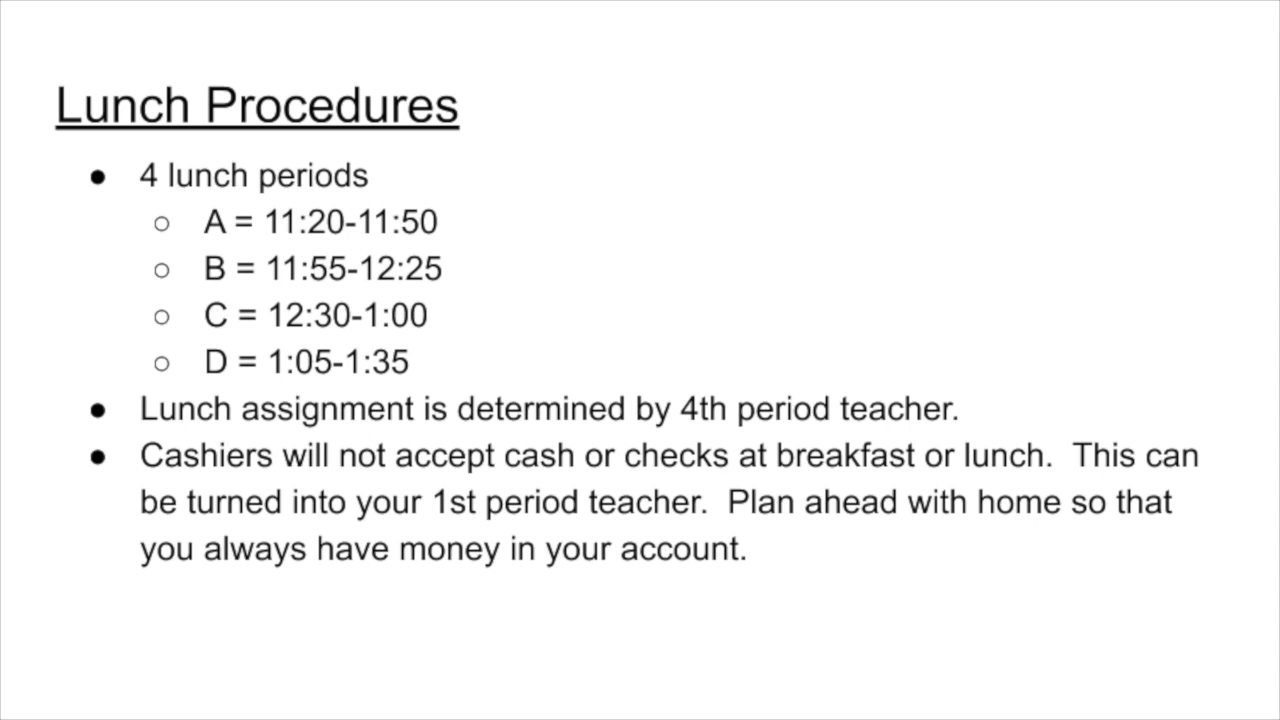 Lunch Procedures
● 4 lunch periods
○ A = 11:20-11:50
○ B = 11:55-12:25
○ C = 12:30-1:00
○ D = 1:05-1:35
● Lunch assignment is determined by 4th period teacher.
● Cashiers will not accept cash or checks at breakfast or lunch.  This can
be turned into your 1st period teacher.  Plan ahead with home so that
you always have money in your account.